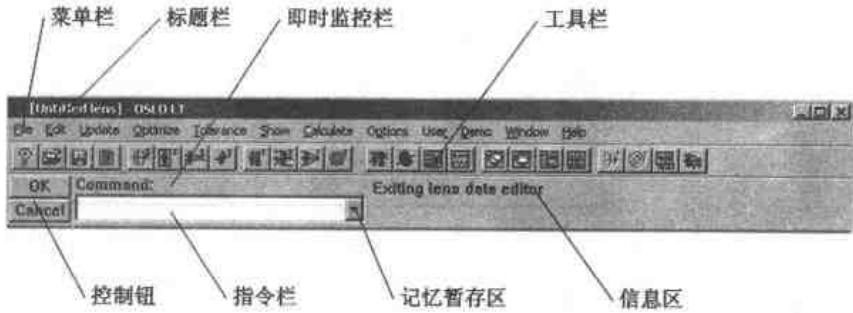 菜单栏 标题栏 即时监控栏 工具栏
[Untitled lens] - OSLO LT
File Edit Update Optimize Tolerance Show Calculate Options User Demo Window Help
OK Command: Exiting lens data editor
Cancel
控制钮 指令栏 记忆暂存区 信息区